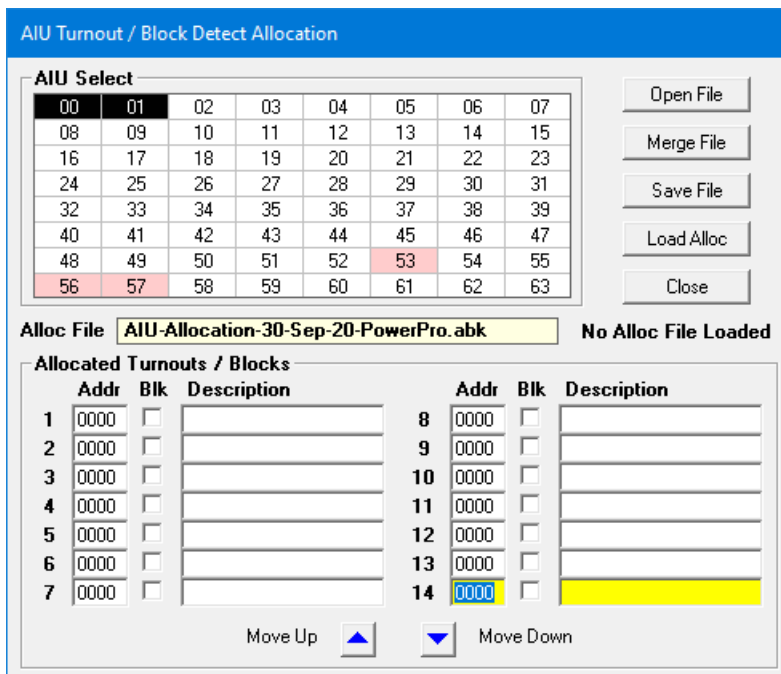 AIU Turnout / Block Detect Allocation
AIU Select
00 01 02 03 04 05 06 07
08 09 10 11 12 13 14 15
16 17 18 19 20 21 22 23
24 25 26 27 28 29 30 31
32 33 34 35 36 37 38 39
40 41 42 43 44 45 46 47
48 49 50 51 52 53 54 55
56 57 58 59 60 61 62 63
Open File
Merge File
Save File
Load Alloc
Close
Alloc File AIU-Allocation-30-Sep-20-PowerPro.abk No Alloc File Loaded
Allocated Turnouts / Blocks
Addr Blk Description Addr Blk Description
1 0000 8 0000
2 0000 9 0000
3 0000 10 0000
4 0000 11 0000
5 0000 12 0000
6 0000 13 0000
7 0000 14 0000
Move Up Move Down